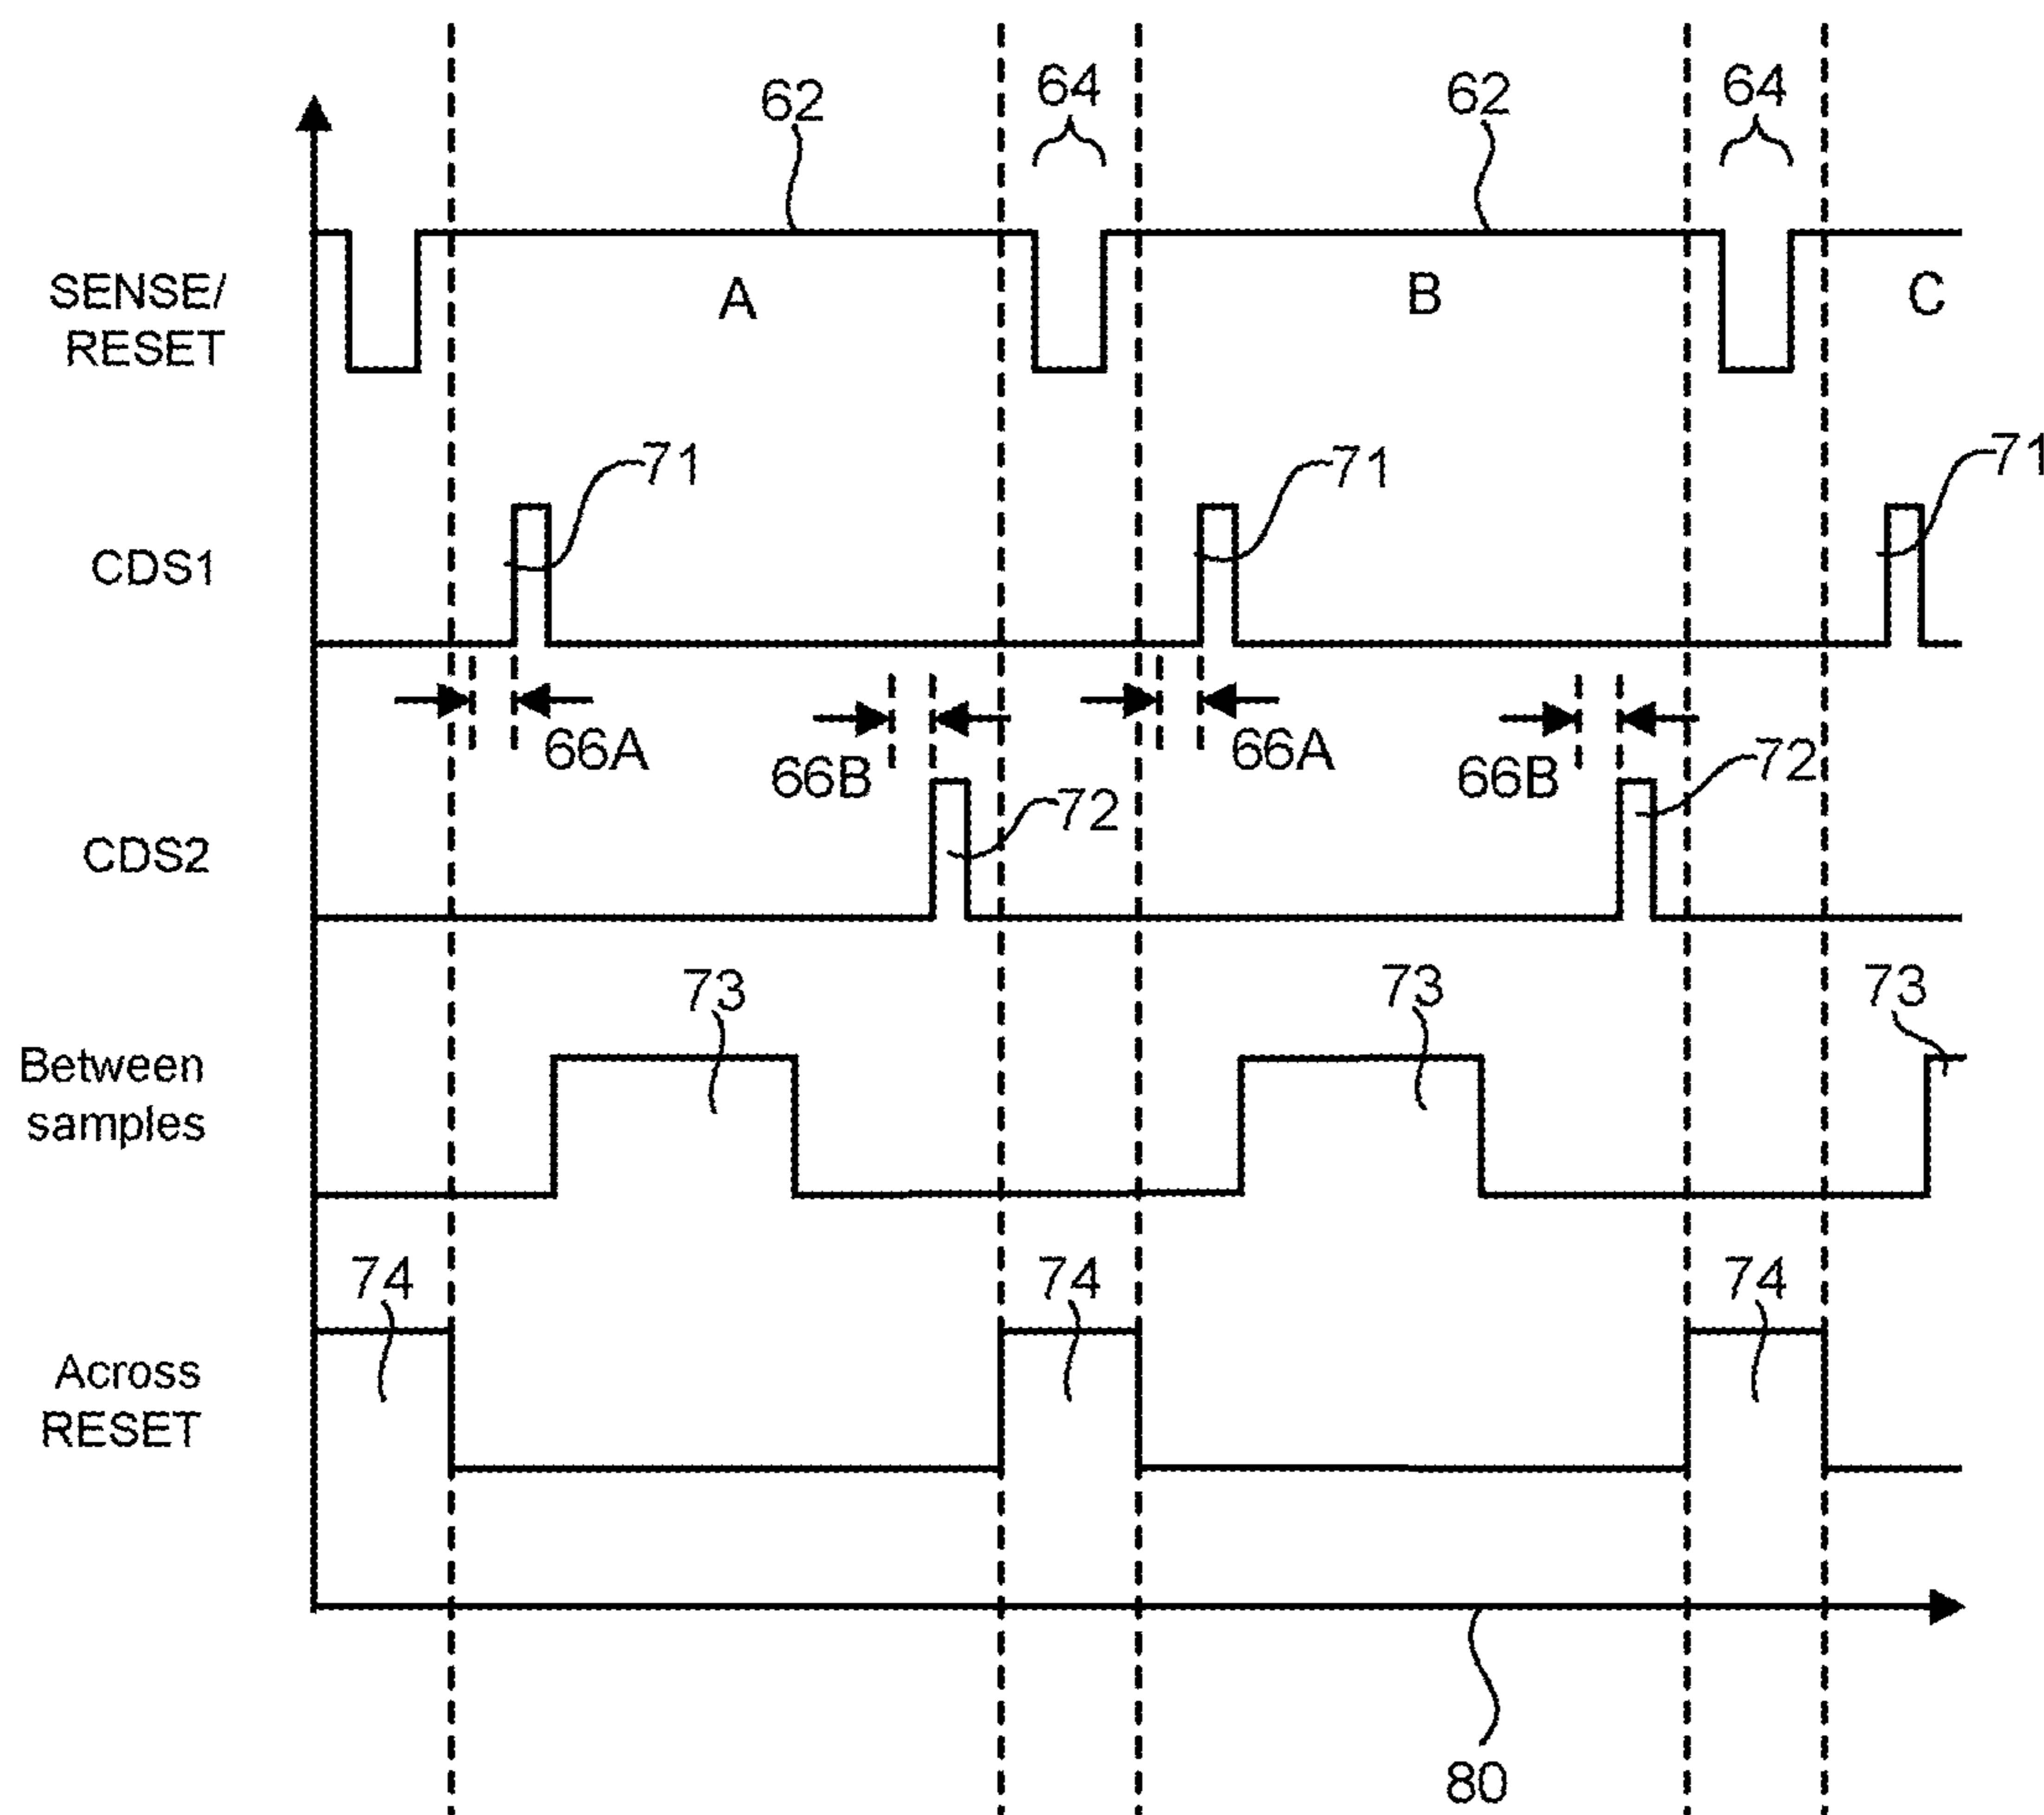 62
64
62
64
SENSE/
RESET
A
B
C
71
71
71
CDS1
66A
66B
66A
66B
72
72
CDS2
73
73
73
Between
samples
74
74
74
Across
RESET
80